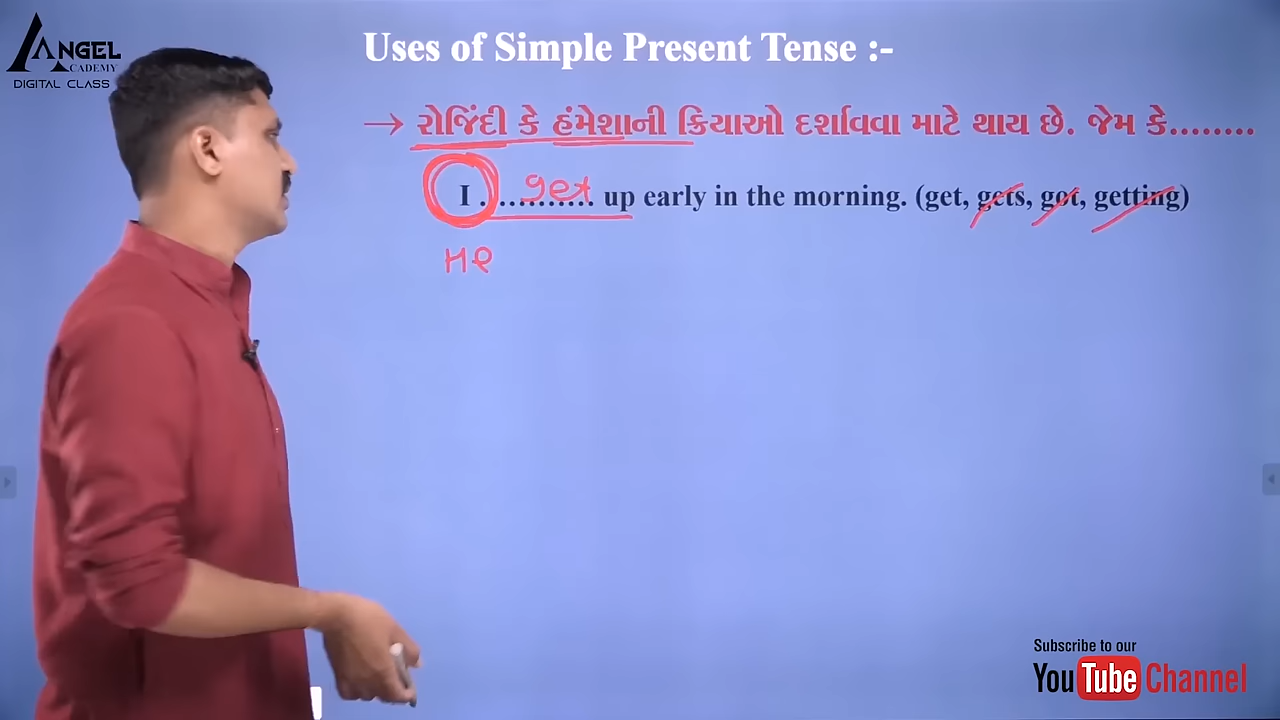 ANGEL
ACADEMY
DIGITAL CLASS
Uses of Simple Present Tense :-
→ રોજિંદી કે હંમેશાની ક્રિયાઓ દર્શાવવા માટે થાય છે. જેમ કે........
I ............ get up early in the morning. (get, gets, got, getting)
Subscribe to our
YouTube Channel